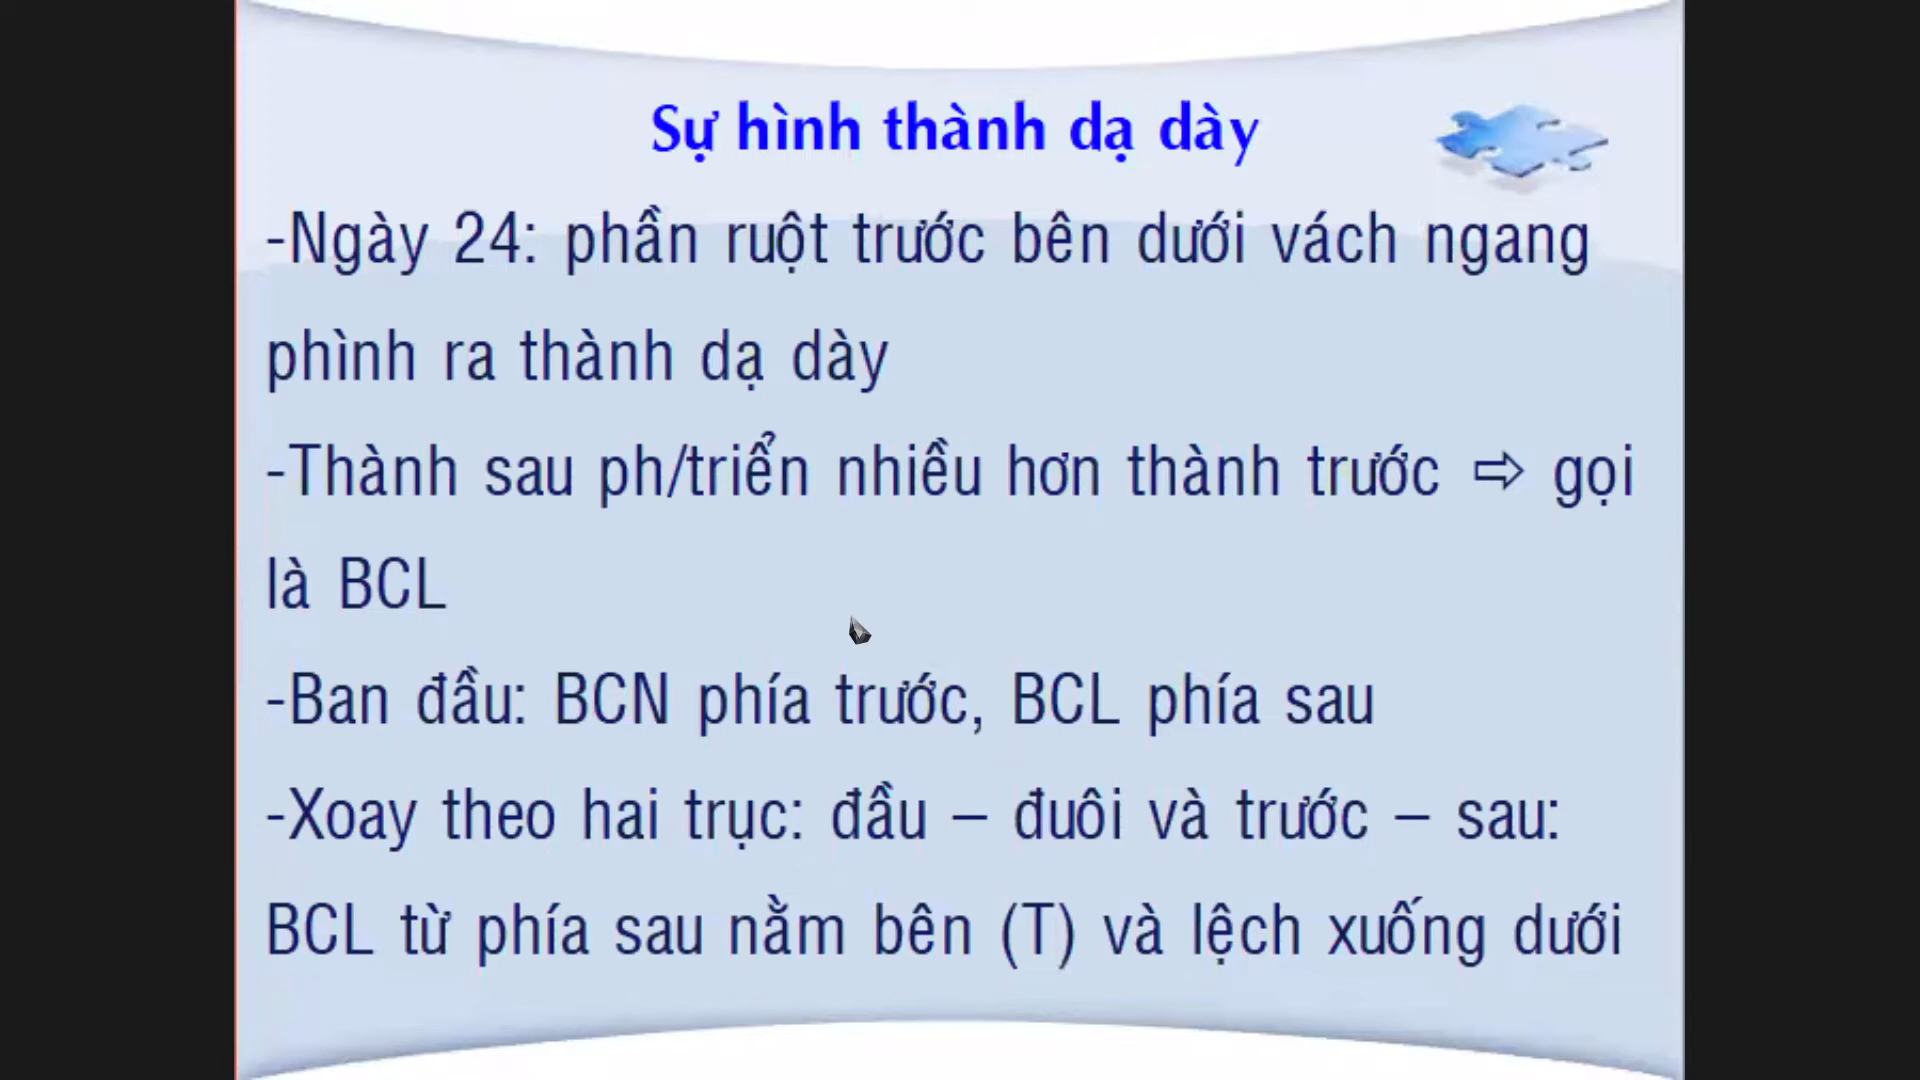 Sự hình thành dạ dày
-Ngày 24: phần ruột trước bên dưới vách ngang
phình ra thành dạ dày
-Thành sau ph/triển nhiều hơn thành trước ⇨ gọi
là BCL
-Ban đầu: BCN phía trước, BCL phía sau
-Xoay theo hai trục: đầu – đuôi và trước – sau:
BCL từ phía sau nằm bên (T) và lệch xuống dưới